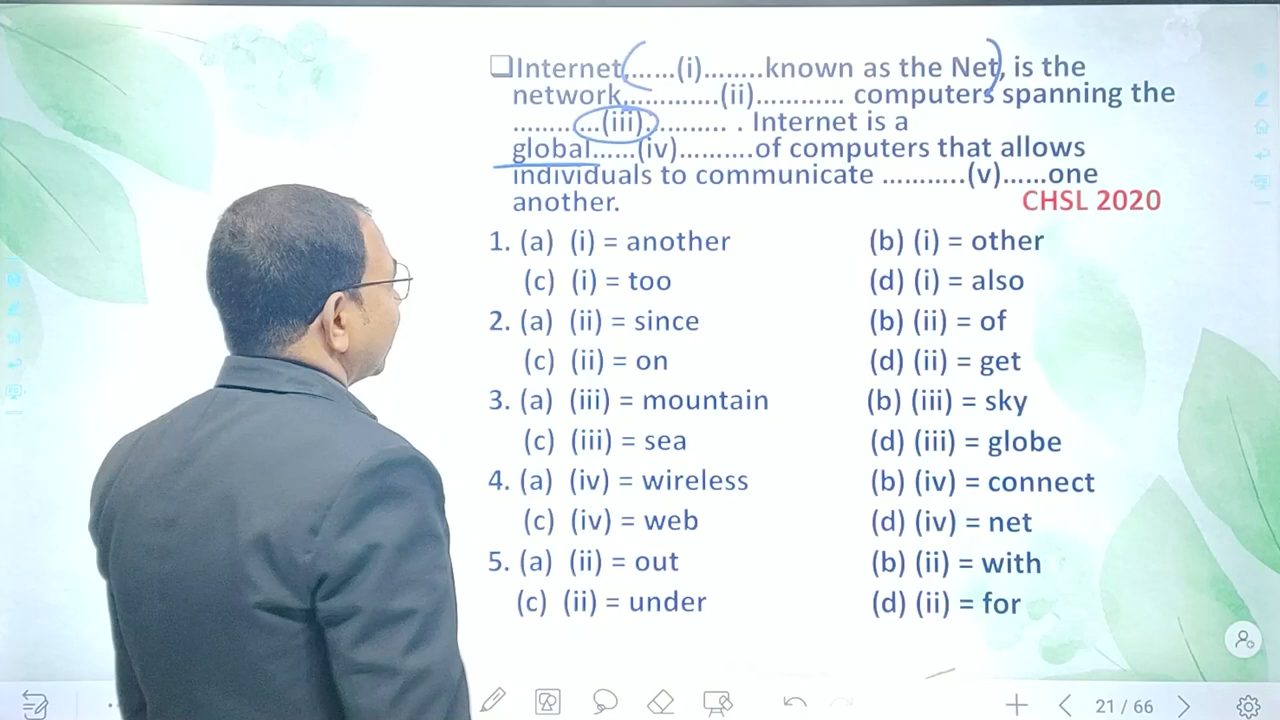 ❑Internet,......(i)........known as the Net, is the
network.............(ii)............ computers spanning the
...........(iii)........... . Internet is a
global......(iv)..........of computers that allows
individuals to communicate ...........(v)......one
another.
CHSL 2020
1. (a) (i) = another (b) (i) = other
(c) (i) = too (d) (i) = also
2. (a) (ii) = since (b) (ii) = of
(c) (ii) = on (d) (ii) = get
3. (a) (iii) = mountain (b) (iii) = sky
(c) (iii) = sea (d) (iii) = globe
4. (a) (iv) = wireless (b) (iv) = connect
(c) (iv) = web (d) (iv) = net
5. (a) (ii) = out (b) (ii) = with
(c) (ii) = under (d) (ii) = for
21 / 66